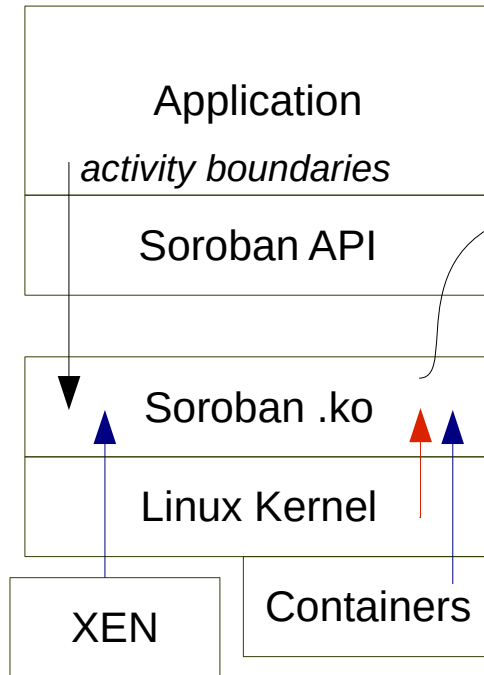 Application
activity boundaries
Soroban API
Soroban .ko
Linux Kernel
Containers
XEN